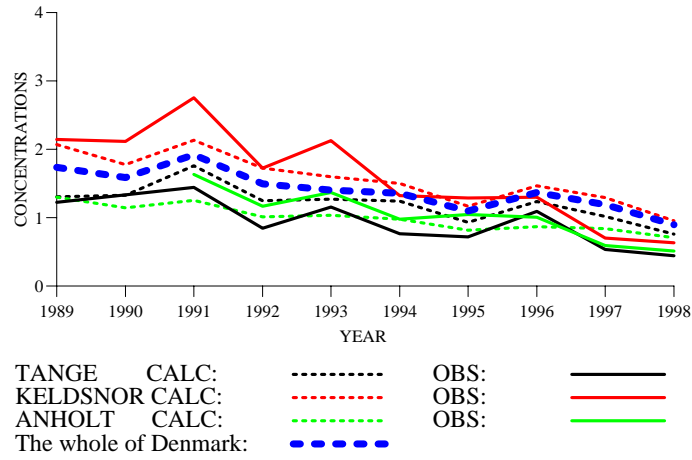 4
3
2
1
0
CONCENTRATIONS
1989 1990 1991 1992 1993 1994 1995 1996 1997 1998
YEAR
TANGE CALC: OBS:
KELDSNOR CALC: OBS:
ANHOLT CALC: OBS:
The whole of Denmark: